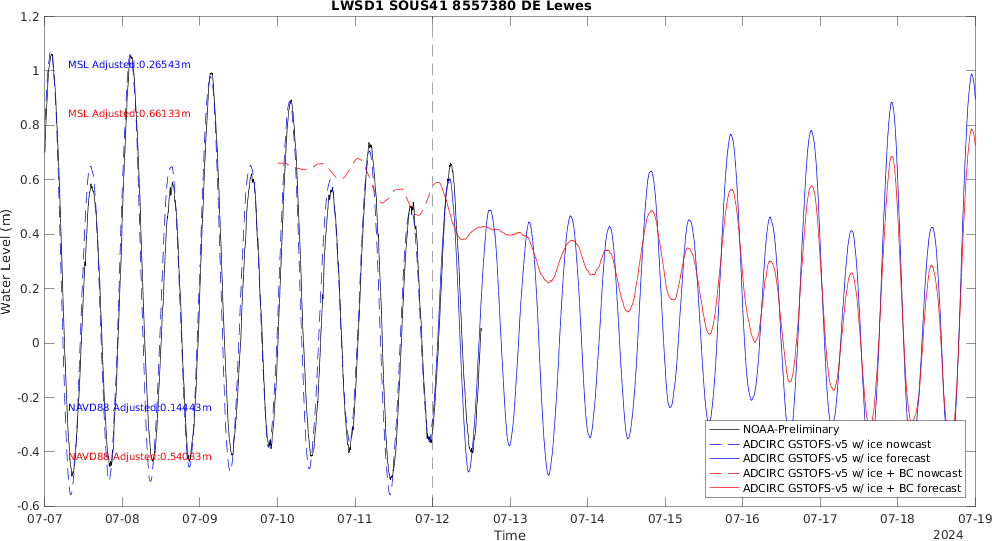 LWSD1 SOUS41 8557380 DE Lewes
1.2
1
0.8
0.6
0.4
0.2
0
-0.2
-0.4
-0.6
Water Level (m)
MSL Adjusted:0.26543m
MSL Adjusted:0.66133m
NAVD88 Adjusted:0.14443m
NAVD88 Adjusted:0.54033m
NOAA-Preliminary
ADCIRC GSTOFS-v5 w/ ice nowcast
ADCIRC GSTOFS-v5 w/ ice forecast
ADCIRC GSTOFS-v5 w/ ice + BC nowcast
ADCIRC GSTOFS-v5 w/ ice + BC forecast
07-07 07-08 07-09 07-10 07-11 07-12 07-13 07-14 07-15 07-16 07-17 07-18 07-19
Time
2024